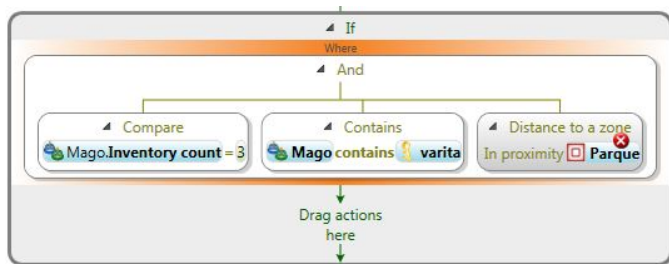 If
Where
And
Compare
Mago.Inventory count = 3
Contains
Mago contains varita
Distance to a zone
In proximity Parque
Drag actions
here